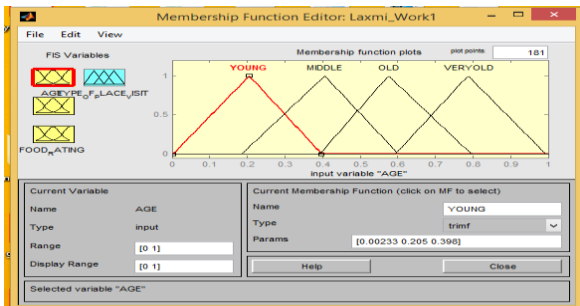 Membership Function Editor: Laxmi_Work1
File Edit View
FIS Variables
Membership function plots
plot points:
181
YOUNG MIDDLE OLD VERYOLD
1
0.5
0
0 0.1 0.2 0.3 0.4 0.5 0.6 0.7 0.8 0.9 1
input variable "AGE"
AGE
TYPE_OF_PLACE_VISIT
FOOD_RATING
Current Variable
Name AGE
Type input
Range [0 1]
Display Range [0 1]
Current Membership Function (click on MF to select)
Name YOUNG
Type trimf
Params [0.00233 0.205 0.398]
Help Close
Selected variable "AGE"